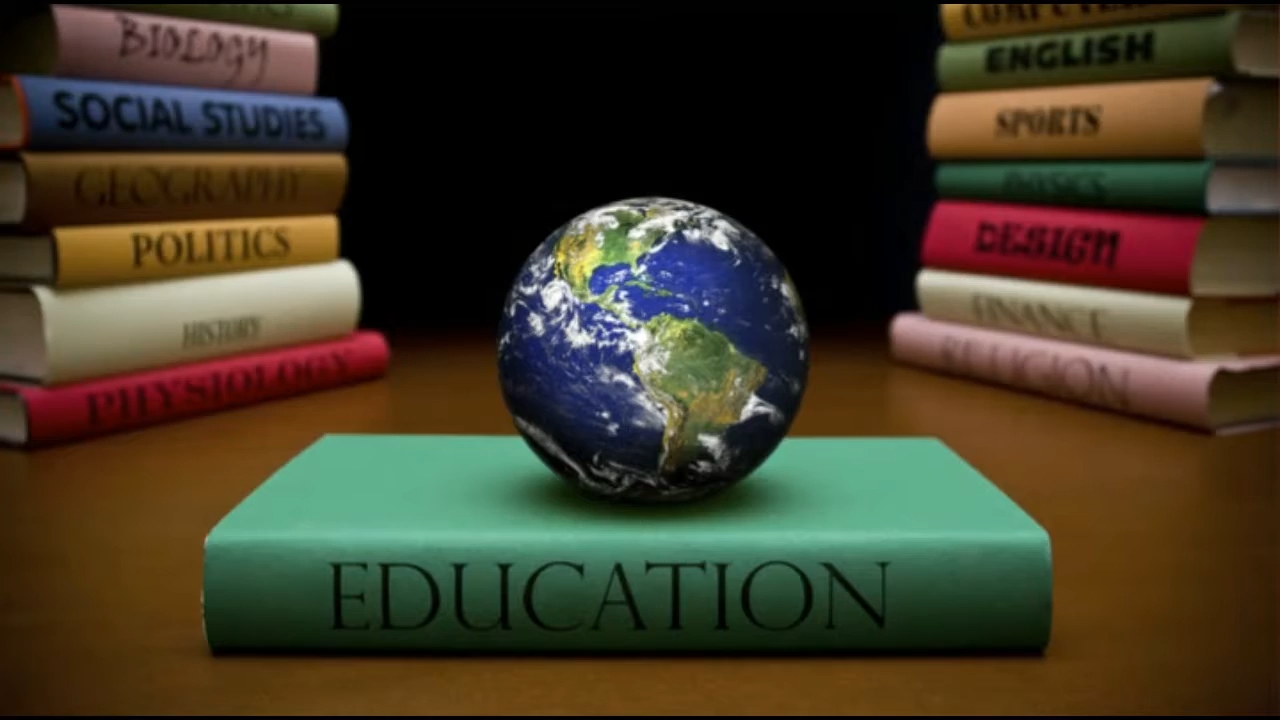 BIOLOGY
SOCIAL STUDIES
GEOGRAPHY
POLITICS
HISTORY
PHYSIOLOGY
ENGLISH
SPORTS
DESIGN
FINANCE
RELIGION
EDUCATION